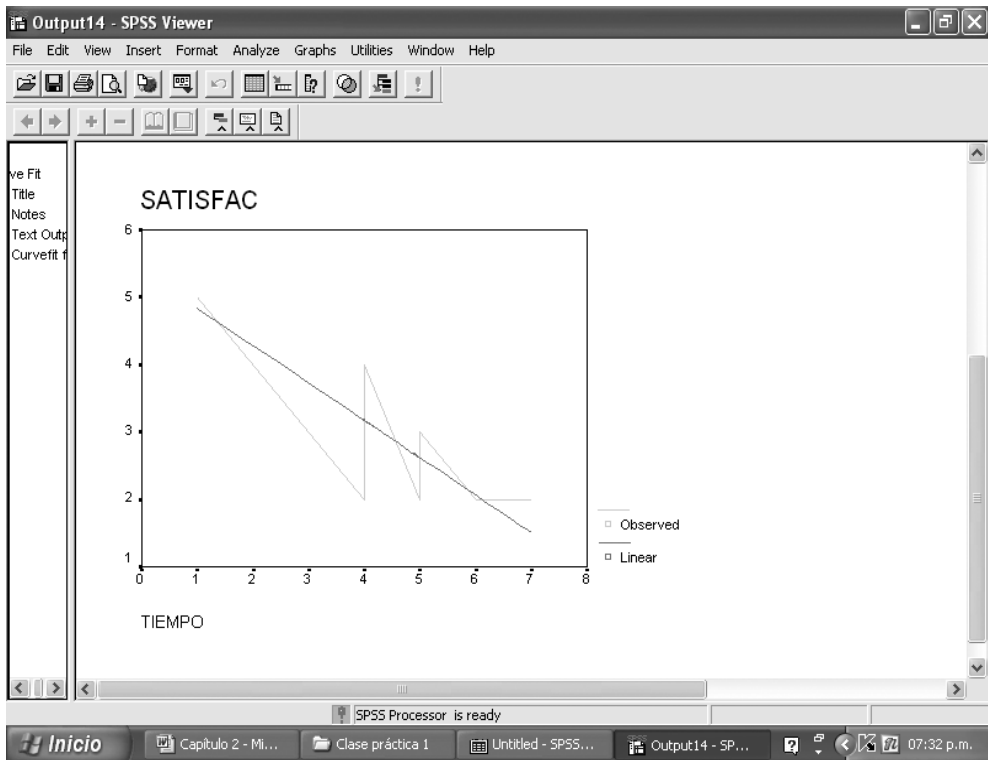 Output14 - SPSS Viewer
File Edit View Insert Format Analyze Graphs Utilities Window Help
ve Fit
Title
Notes
Text Outp
Curvefit f
SATISFAC
6
5
4
3
2
1
0 1 2 3 4 5 6 7 8
Observed
Linear
TIEMPO
SPSS Processor is ready
Inicio Capítulo 2 - Mi... Clase práctica 1 Untitled - SPSS... Output14 - SP... 07:32 p.m.